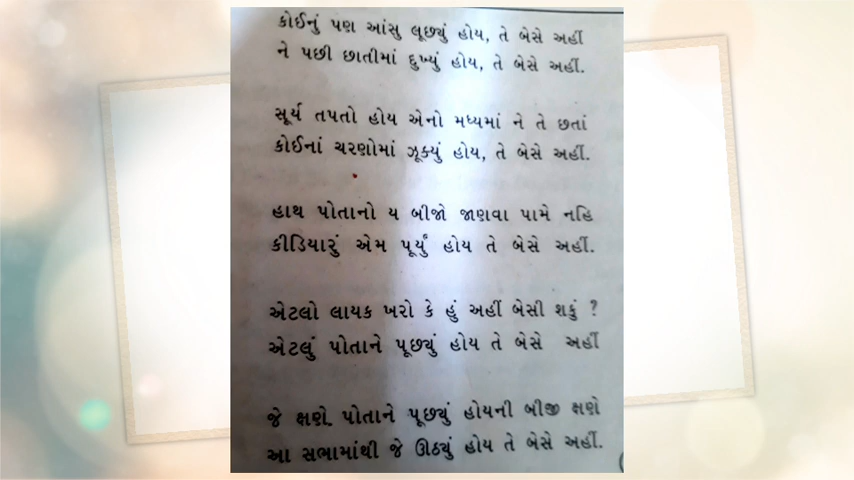 કોઈનું પણ આંસુ લૂછ્યું હોય, તે બેસે અહીં
ને પછી છાતીમાં દુખ્યું હોય, તે બેસે અહીં.
સૂર્ય તપતો હોય એનો મધ્યમાં ને તે છતાં
કોઈનાં ચરણોમાં ઝૂક્યું હોય, તે બેસે અહીં.
હાથ પોતાનો ય બીજો જાણવા પામે નહિ
કીડિયારું એમ પૂર્યું હોય તે બેસે અહીં.
એટલો લાયક ખરો કે હું અહીં બેસી શકું ?
એટલું પોતાને પૂછ્યું હોય તે બેસે અહીં
જે ક્ષણે પોતાને પૂછ્યું હોયની બીજી ક્ષણે
આ સભામાંથી જે ઊઠ્યું હોય તે બેસે અહીં.